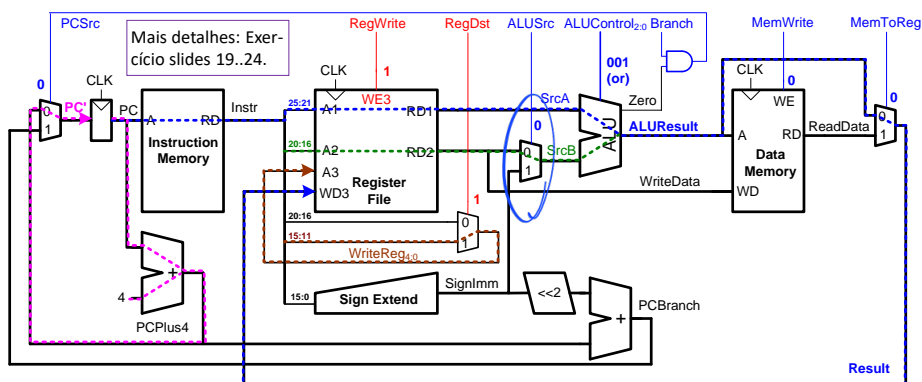 PCSrc
Mais detalhes: Exer-
cício slides 19..24.
RegWrite
RegDst
ALUSrc
ALUControl2:0
Branch
MemWrite
MemToReg
0
CLK
0
1
PC'
PC
A
RD
Instruction
Memory
Instr
25:21
20:16
20:16
15:11
15:0
CLK
1
WE3
A1
RD1
A2
RD2
A3
WD3
Register
File
1
0
1
WriteReg4:0
Sign Extend
SignImm
0
0
1
SrcA
SrcB
001
(or)
ALU
Zero
ALUResult
WriteData
<<2
+
PCBranch
CLK
0
WE
A
RD
Data
Memory
WD
ReadData
0
0
1
+
4
PCPlus4
Result